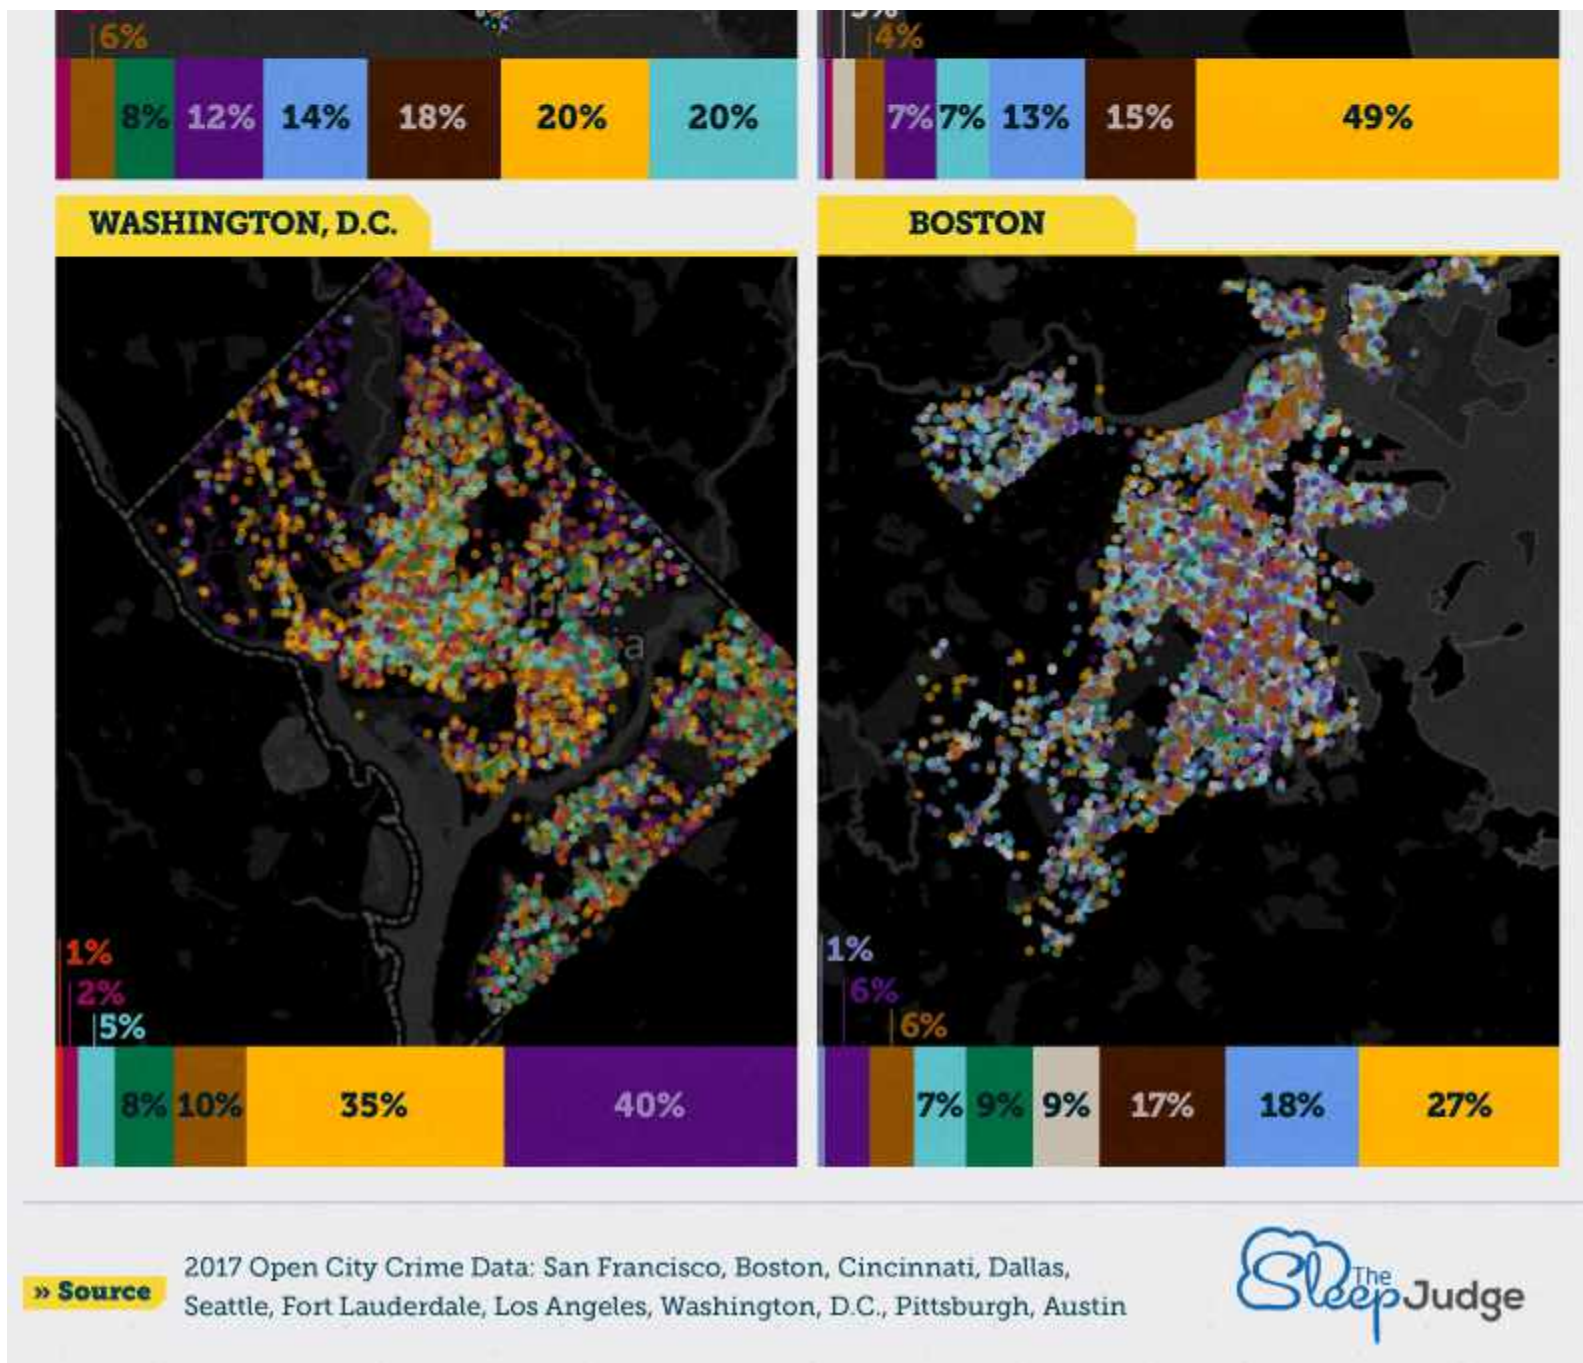 6%
4%
8% 12% 14% 18% 20% 20%
7% 7% 13% 15% 49%
WASHINGTON, D.C.
BOSTON
1%
2%
5%
8% 10% 35% 40%
1%
6%
6%
7% 9% 9% 17% 18% 27%
» Source
2017 Open City Crime Data: San Francisco, Boston, Cincinnati, Dallas,
Seattle, Fort Lauderdale, Los Angeles, Washington, D.C., Pittsburgh, Austin
The
Sleep Judge